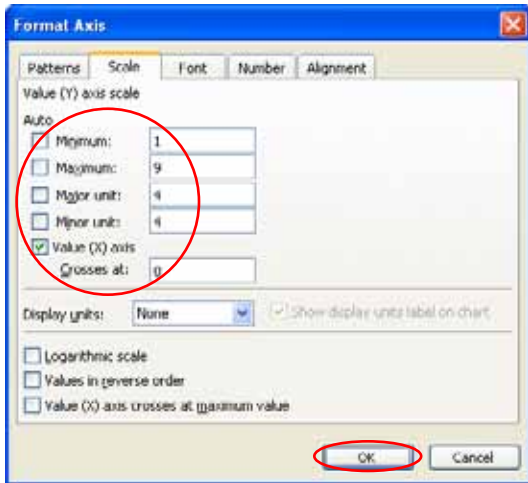 Format Axis
Patterns Scale Font Number Alignment
Value (Y) axis scale
Auto
Minimum: 1
Maximum: 9
Major unit: 4
Minor unit: 4
Value (X) axis
Crosses at: 0
Display units: None Show display units label on chart
Logarithmic scale
Values in reverse order
Value (X) axis crosses at maximum value
OK Cancel